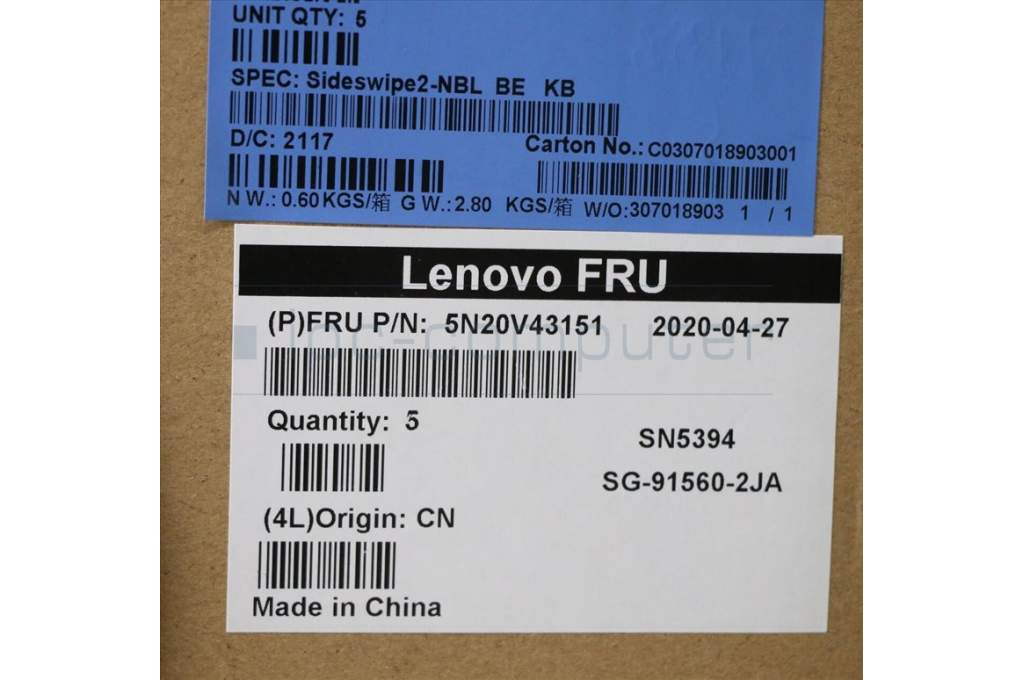 UNIT QTY: 5
SPEC: Sideswipe2-NBL BE KB
D/C: 2117
Carton No.: C0307018903001
N W.: 0.60 KGS/箱 G W.: 2.80 KGS/箱 W/O:307018903 1 / 1
Lenovo FRU
(P)FRU P/N: 5N20V43151 2020-04-27
ipc-computer
Quantity: 5
SN5394
SG-91560-2JA
(4L)Origin: CN
Made in China